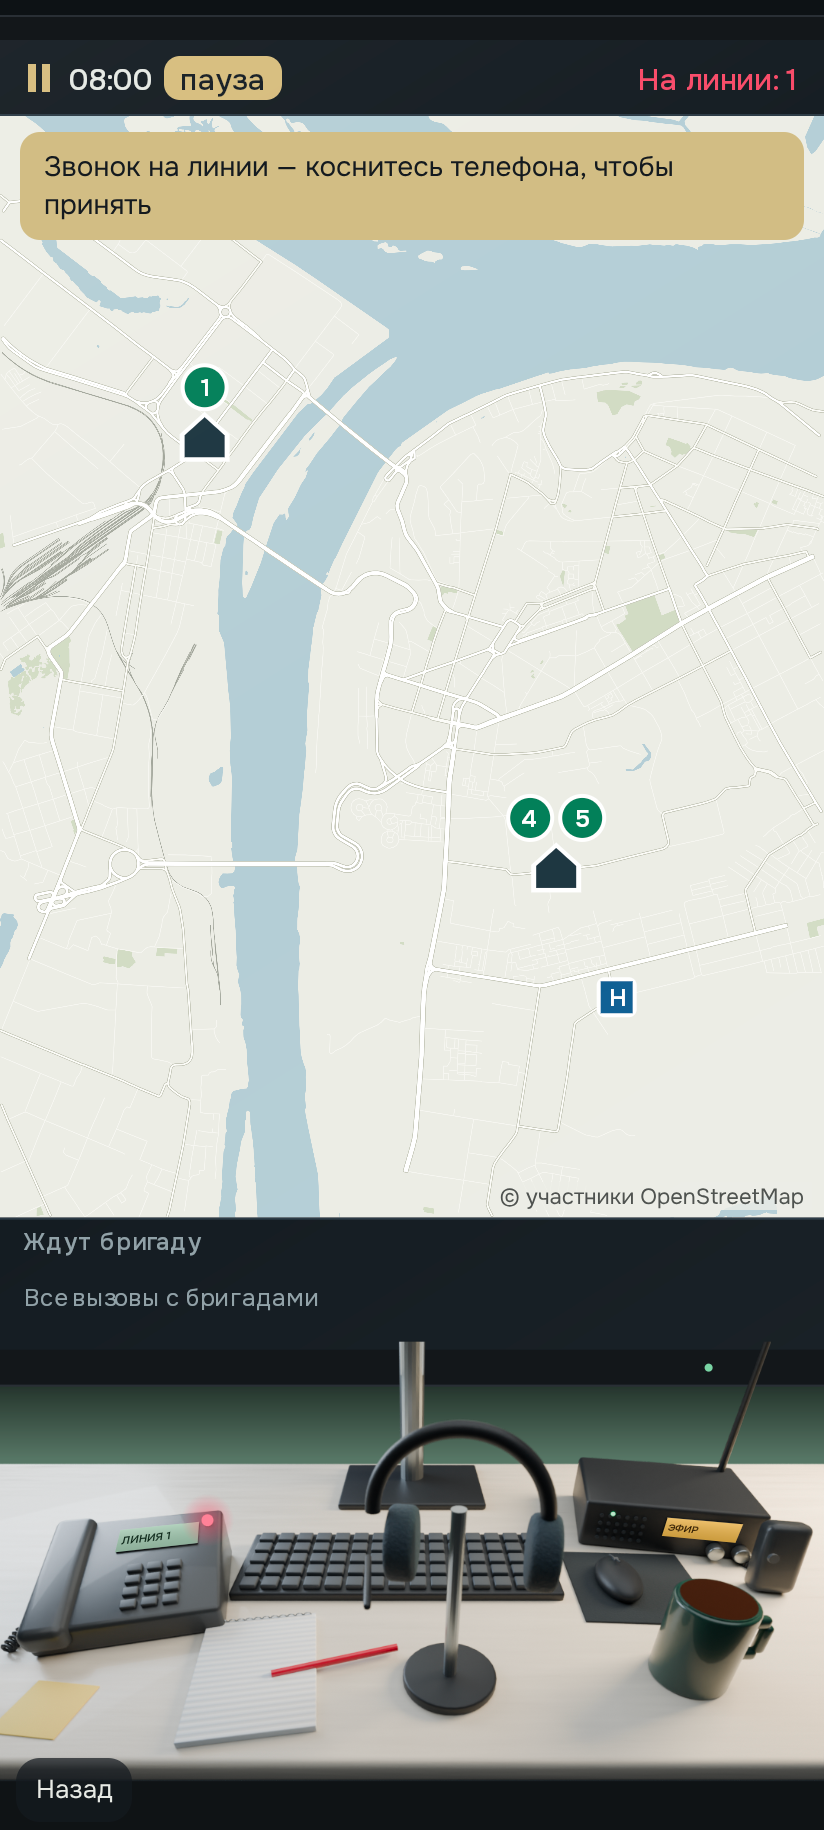 08:00 пауза
На линии: 1
Звонок на линии — коснитесь телефона, чтобы
принять
1
4 5
H
© участники OpenStreetMap
Ждут бригаду
Все вызовы с бригадами
ЛИНИЯ 1
ЭФИР
Назад